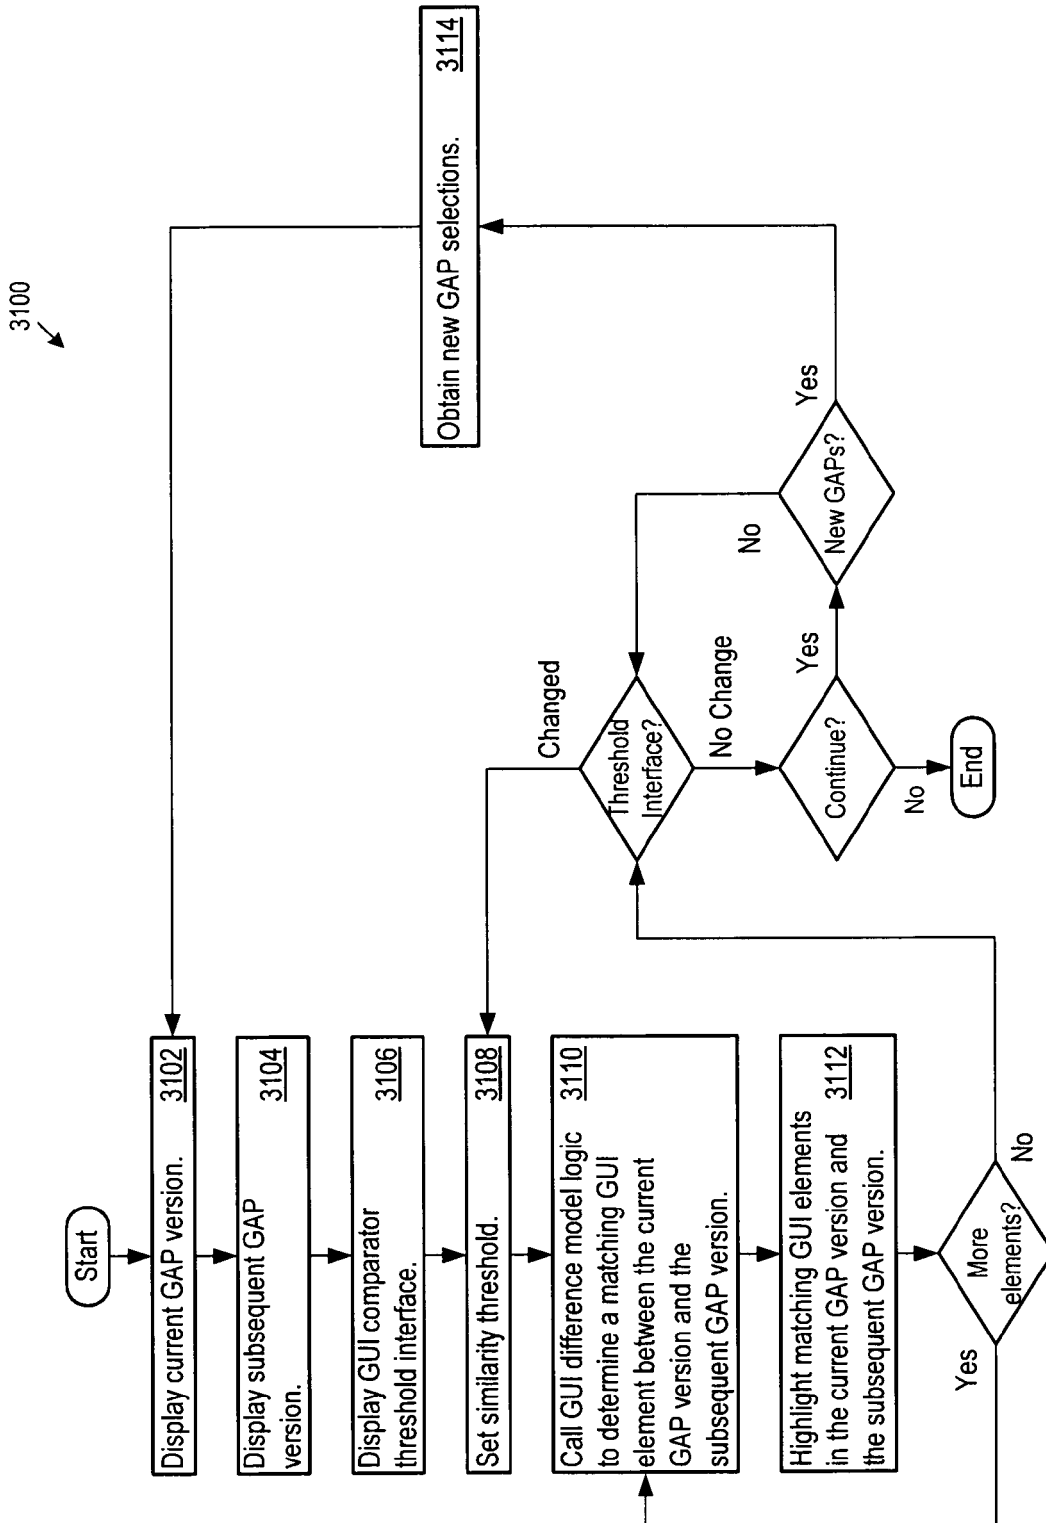 3100
Start
Display current GAP version. 3102
Display subsequent GAP 3104
version.
Display GUI comparator 3106
threshold interface.
Set similarity threshold. 3108
Call GUI difference model logic 3110
to determine a matching GUI
element between the current
GAP version and the
subsequent GAP version.
Highlight matching GUI elements
in the current GAP version and 3112
the subsequent GAP version.
More
elements?
Yes
No
Threshold
Interface?
Changed
No Change
Continue?
No
Yes
End
New GAPs?
No
Yes
Obtain new GAP selections. 3114